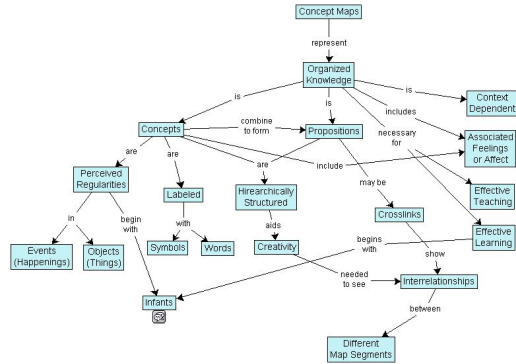 Concept Maps
represent
Organized
Knowledge
is
is
is
includes
necessary
for
Context
Dependent
Concepts
combine
to form
Propositions
Associated
Feelings
or Affect
are
are
are
include
Perceived
Regularities
Labeled
Hirearchically
Structured
may be
Effective
Teaching
in
begin
with
with
aids
Crosslinks
Events
(Happenings)
Objects
(Things)
Symbols
Words
Creativity
begins
with
show
Effective
Learning
needed
to see
Infants
Interrelationships
between
Different
Map Segments